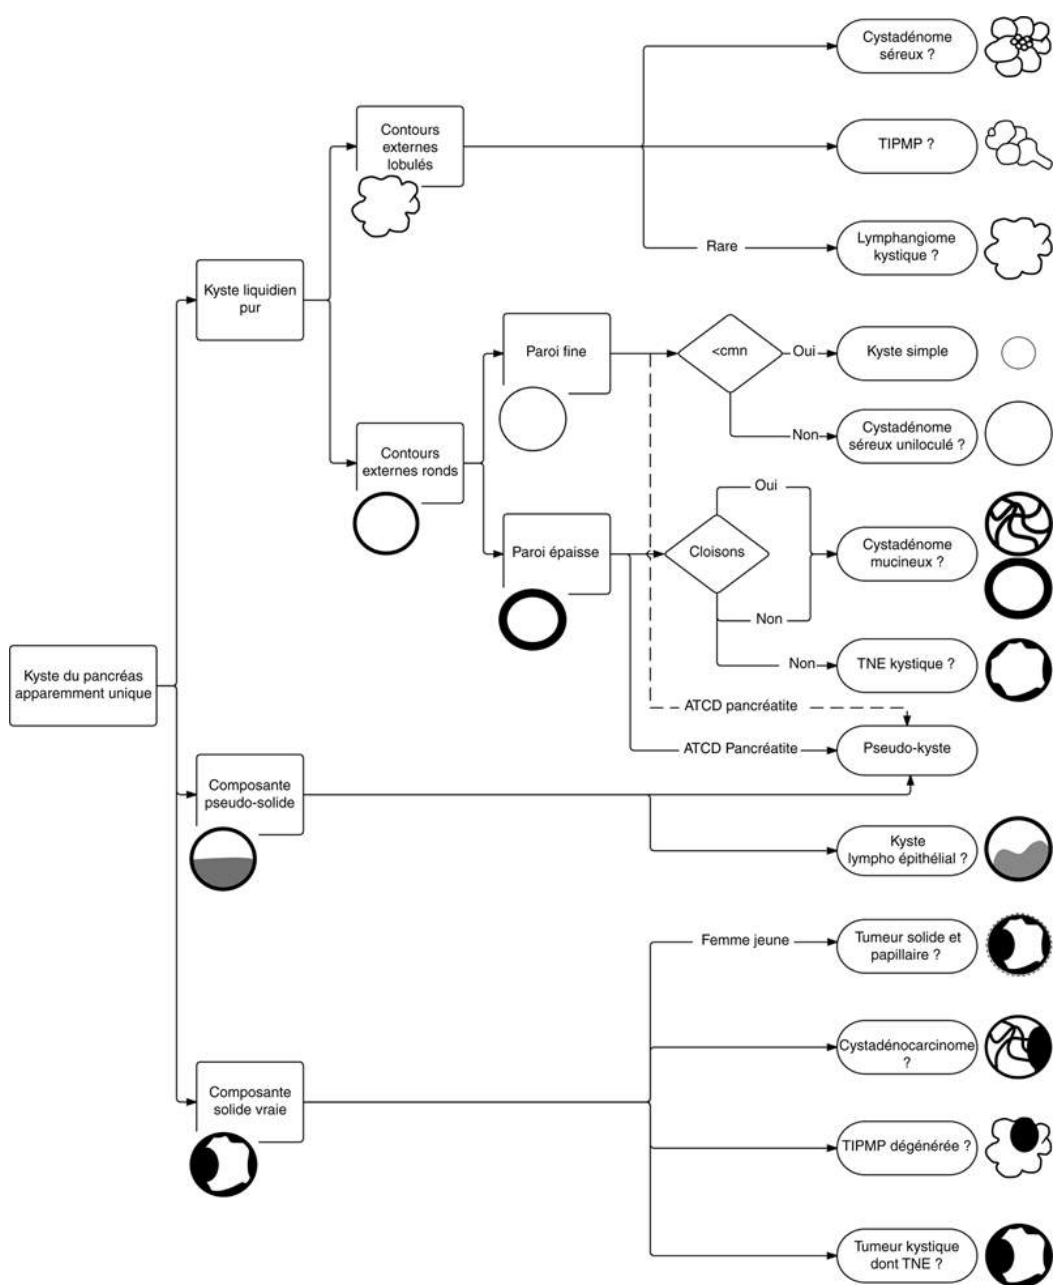 Cystadénome
séreux ?
Contours
externes
lobulés
TIPMP ?
Rare
Lymphangiome
kystique ?
Kyste liquidien
pur
Paroi fine
<cmn
Oui
Kyste simple
Non
Cystadénome
séreux uniloculé ?
Contours
externes ronds
Oui
Paroi épaisse
Cloisons
Cystadénome
mucineux ?
Non
Non
TNE kystique ?
Kyste du pancréas
apparemment unique
ATCD pancréatite
ATCD Pancréatite
Pseudo-kyste
Composante
pseudo-solide
Kyste
lympho épithélial ?
Femme jeune
Tumeur solide et
papillaire ?
Cystadénocarcinome
?
Composante
solide vraie
TIPMP dégénérée ?
Tumeur kystique
dont TNE ?